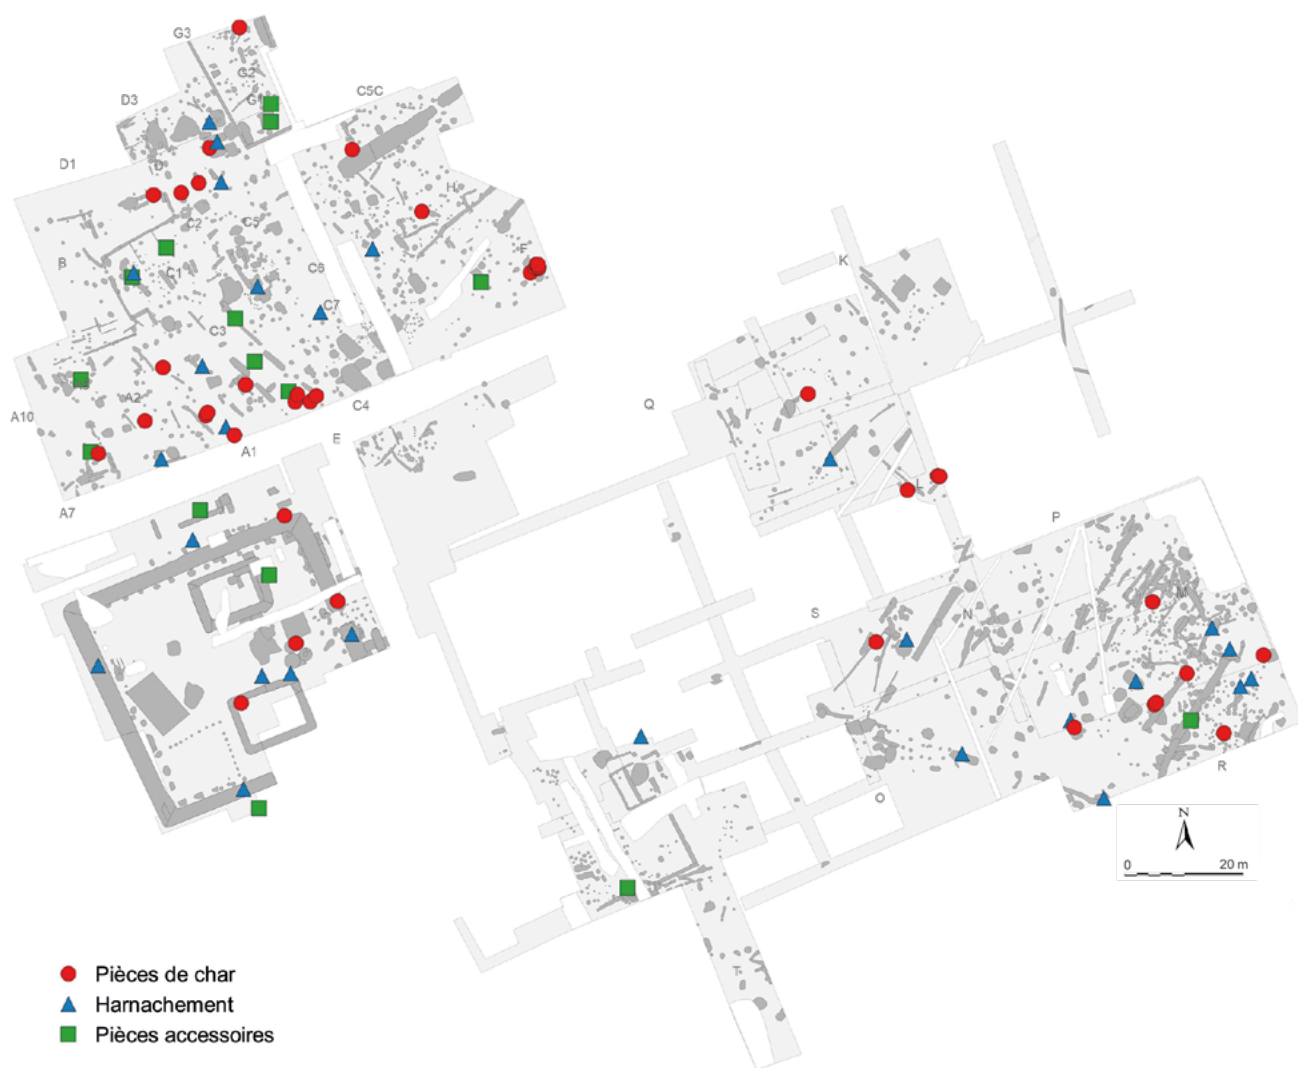 G3
G2
D3
G1
C5C
D1
D
H
C2
C5
F
B
C1
C6
K
C7
C3
A2
A10
C4
Q
E
A1
L
A7
P
M
S
N
R
O
N
0 20 m
T
Pièces de char
Harnachement
Pièces accessoires